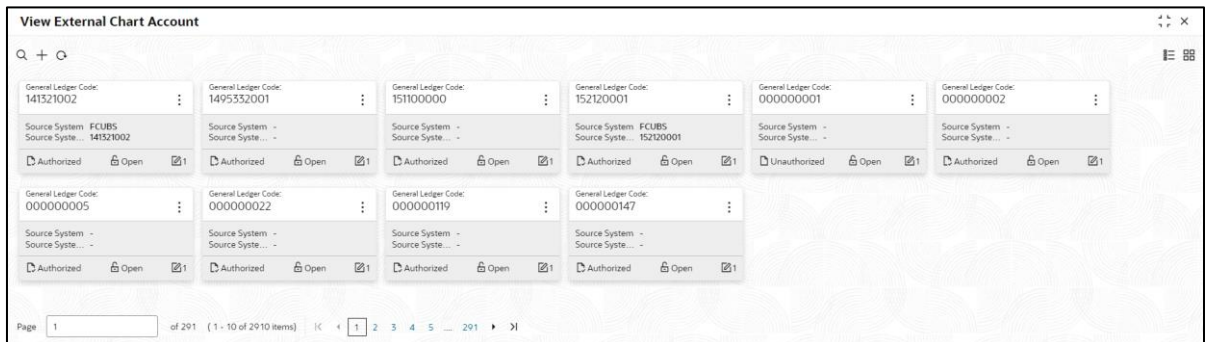 View External Chart Account
General Ledger Code: General Ledger Code: General Ledger Code: General Ledger Code: General Ledger Code: General Ledger Code:
141321002 1495332001 151100000 152120001 000000001 000000002
Source System FCUBS Source System - Source System - Source System FCUBS Source System - Source System -
Source Syste... 141321002 Source Syste... - Source Syste... - Source Syste... 152120001 Source Syste... - Source Syste... -
Authorized Open 1 Authorized Open 1 Authorized Open 1 Authorized Open 1 Unauthorized Open 1 Authorized Open 1
General Ledger Code: General Ledger Code: General Ledger Code: General Ledger Code:
000000005 000000022 000000119 000000147
Source System - Source System - Source System - Source System -
Source Syste... - Source Syste... - Source Syste... - Source Syste... -
Authorized Open 1 Authorized Open 1 Authorized Open 1 Authorized Open 1
Page 1 of 291 (1 - 10 of 2910 items) 1 2 3 4 5 ... 291